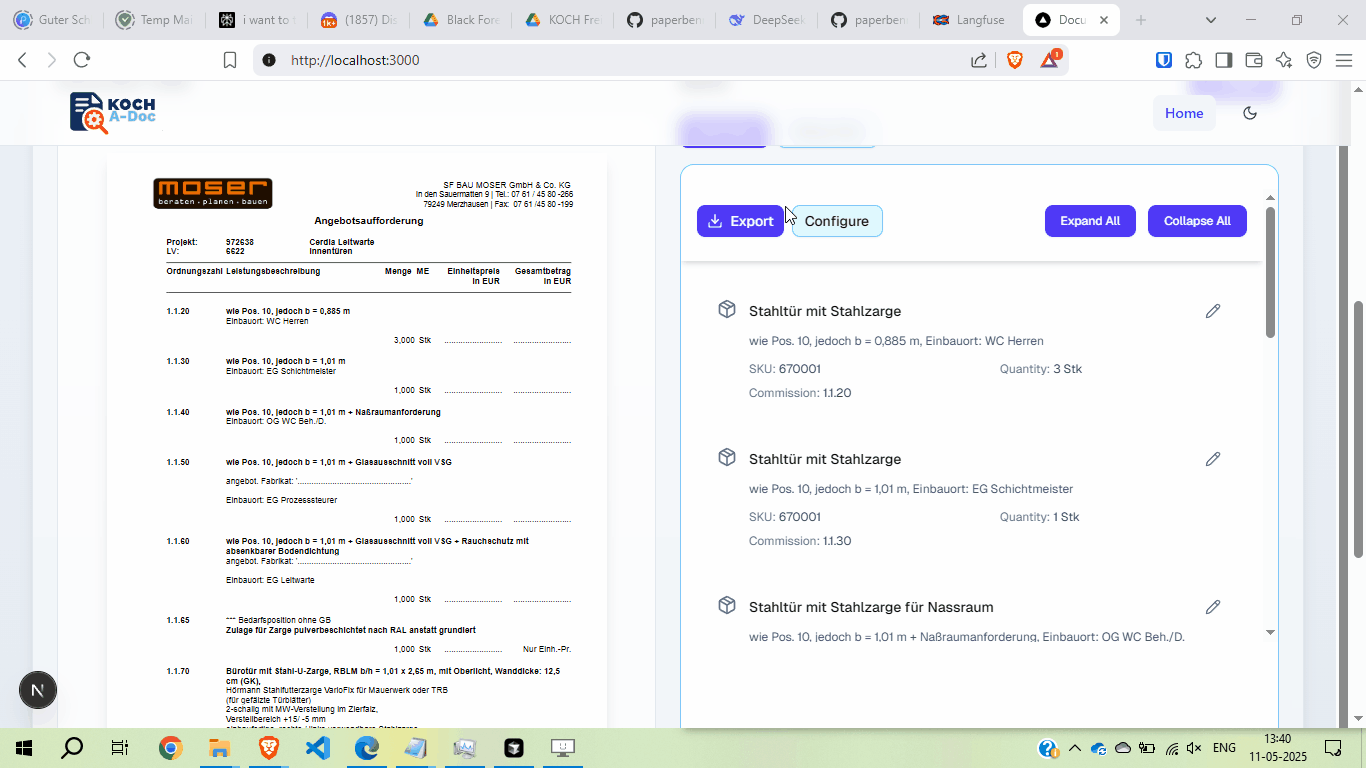 Guter Sch
Temp Mai
i want to t
(1857) Dis
Black Fore
KOCH Fre
paperben
DeepSeek
paperben
Langfuse
Docu
http://localhost:3000
1
KOCH
A-Doc
Home
moser
beraten · planen · bauen
SF BAU MOSER GmbH & Co. KG
In den Sauermatten 9 | Tel.: 07 61 / 45 80 -266
79249 Merzhausen | Fax: 07 61 /45 80 -199
Angebotsaufforderung
Projekt: 972638 Cerdia Leitwarte
LV: 6622 Innentüren
Ordnungszahl Leistungsbeschreibung Menge ME Einheitspreis Gesamtbetrag
in EUR in EUR
1.1.20 wie Pos. 10, jedoch b = 0,885 m
Einbauort: WC Herren
3,000 Stk ........................ ........................
1.1.30 wie Pos. 10, jedoch b = 1,01 m
Einbauort: EG Schichtmeister
1,000 Stk ........................ ........................
1.1.40 wie Pos. 10, jedoch b = 1,01 m + Naßraumanforderung
Einbauort: OG WC Beh./D.
1,000 Stk ........................ ........................
1.1.50 wie Pos. 10, jedoch b = 1,01 m + Glasausschnitt voll VSG
angebot. Fabrikat: '...............................................'
Einbauort: EG Prozesssteurer
1,000 Stk ........................ ........................
1.1.60 wie Pos. 10, jedoch b = 1,01 m + Glasausschnitt voll VSG + Rauchschutz mit
absenkbarer Bodendichtung
angebot. Fabrikat: '...............................................'
Einbauort: EG Leitwarte
1,000 Stk ........................ ........................
1.1.65 *** Bedarfsposition ohne GB
Zulage für Zarge pulverbeschichtet nach RAL anstatt grundiert
1,000 Stk ........................ Nur Einh.-Pr.
1.1.70 Bürotür mit Stahl-U-Zarge, RBLM b/h = 1,01 x 2,65 m, mit Oberlicht, Wanddicke: 12,5
cm (GK),
Hörmann Stahlfutterzarge VarioFix für Mauerwerk oder TRB
(für gefälzte Türblätter)
2-schalig mit MW-Verstellung im Zierfalz,
Verstellbereich +15/ -5 mm
Export
Configure
Expand All
Collapse All
Stahltür mit Stahlzarge
wie Pos. 10, jedoch b = 0,885 m, Einbauort: WC Herren
SKU: 670001 Quantity: 3 Stk
Commission: 1.1.20
Stahltür mit Stahlzarge
wie Pos. 10, jedoch b = 1,01 m, Einbauort: EG Schichtmeister
SKU: 670001 Quantity: 1 Stk
Commission: 1.1.30
Stahltür mit Stahlzarge für Nassraum
wie Pos. 10, jedoch b = 1,01 m + Naßraumanforderung, Einbauort: OG WC Beh./D.
N
ENG
13:40
11-05-2025